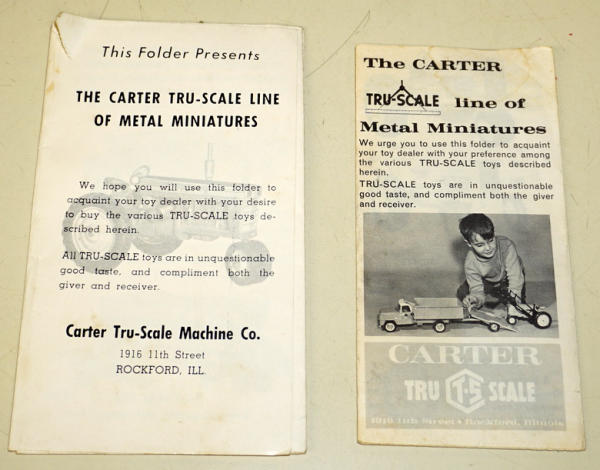 This Folder Presents
THE CARTER TRU-SCALE LINE
OF METAL MINIATURES
We hope you will use this folder to
acquaint your toy dealer with your desire
to buy the various TRU-SCALE toys de-
scribed herein.
All TRU-SCALE toys are in unquestionable
good taste, and compliment both the
giver and receiver.
Carter Tru-Scale Machine Co.
1916 11th Street
ROCKFORD, ILL.
The CARTER
TRU-SCALE line of
Metal Miniatures
We urge you to use this folder to acquaint
your toy dealer with your preference among
the various TRU-SCALE toys described
herein.
TRU-SCALE toys are in unquestionable
good taste, and compliment both the giver
and receiver.
CARTER
TRU T-S SCALE
1916 11th Street • Rockford, Illinois